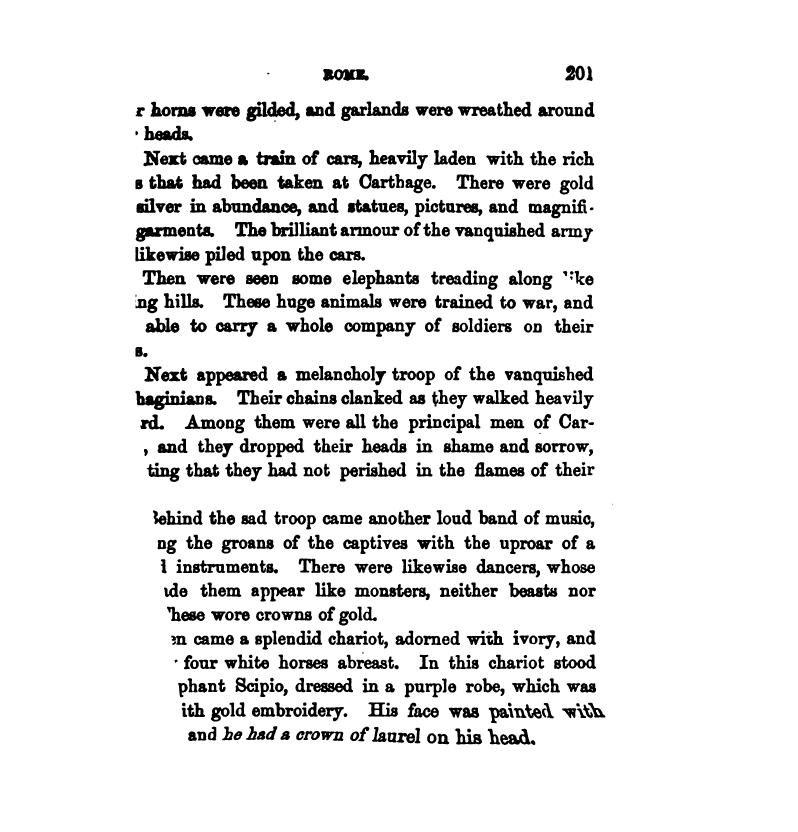 ROME. 201
r horns were gilded, and garlands were wreathed around
heads.
Next came a train of cars, heavily laden with the rich
s that had been taken at Carthage. There were gold
silver in abundance, and statues, pictures, and magnifi-
garments. The brilliant armour of the vanquished army
likewise piled upon the cars.
Then were seen some elephants treading along ke
ng hills. These huge animals were trained to war, and
able to carry a whole company of soldiers on their
s.
Next appeared a melancholy troop of the vanquished
haginians. Their chains clanked as they walked heavily
rd. Among them were all the principal men of Car-
, and they dropped their heads in shame and sorrow,
ting that they had not perished in the flames of their
ehind the sad troop came another loud band of music,
ng the groans of the captives with the uproar of a
l instruments. There were likewise dancers, whose
de them appear like monsters, neither beasts nor
hese wore crowns of gold.
en came a splendid chariot, adorned with ivory, and
four white horses abreast. In this chariot stood
phant Scipio, dressed in a purple robe, which was
ith gold embroidery. His face was painted with
and he had a crown of laurel on his head.